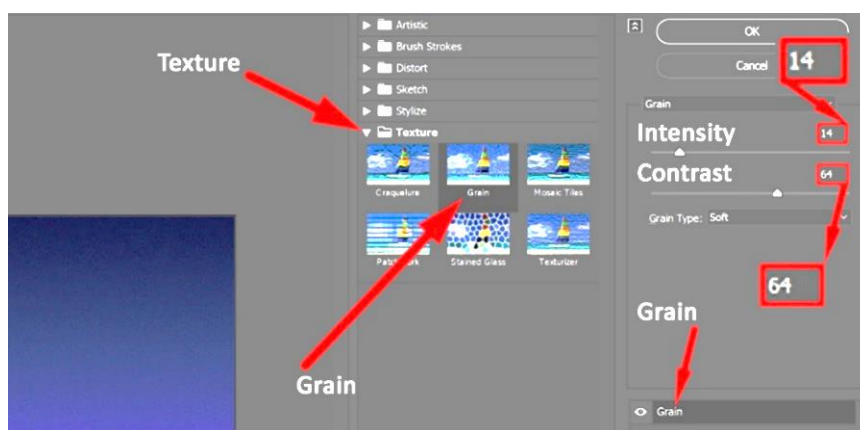 Artistic
Brush Strokes
Distort
Sketch
Stylize
Texture
Texture
Craquelure
Grain
Mosaic Tiles
Patchwork
Stained Glass
Texturizer
Grain
OK
Cancel
14
Grain
Intensity
14
Contrast
64
Grain Type: Soft
64
Grain
Grain